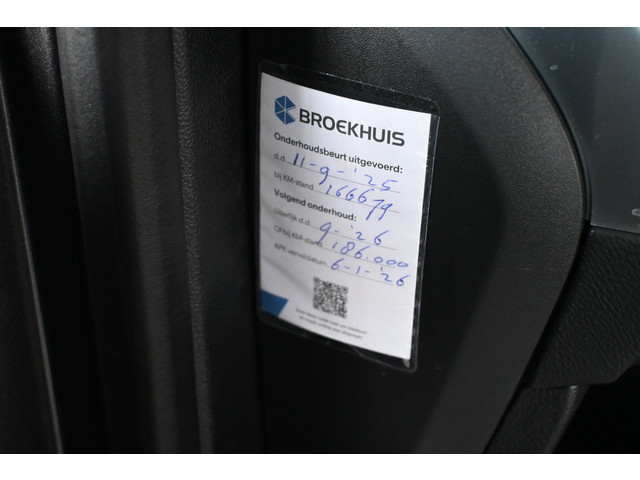 BROEKHUIS
Onderhoudsbeurt uitgevoerd:
d.d. 11-9-'25
bij KM-stand 166679
Volgend onderhoud:
Uiterlijk d.d. 9-'26
Of bij KM-stand 186.000
APK vervaldatum 6-1-'26